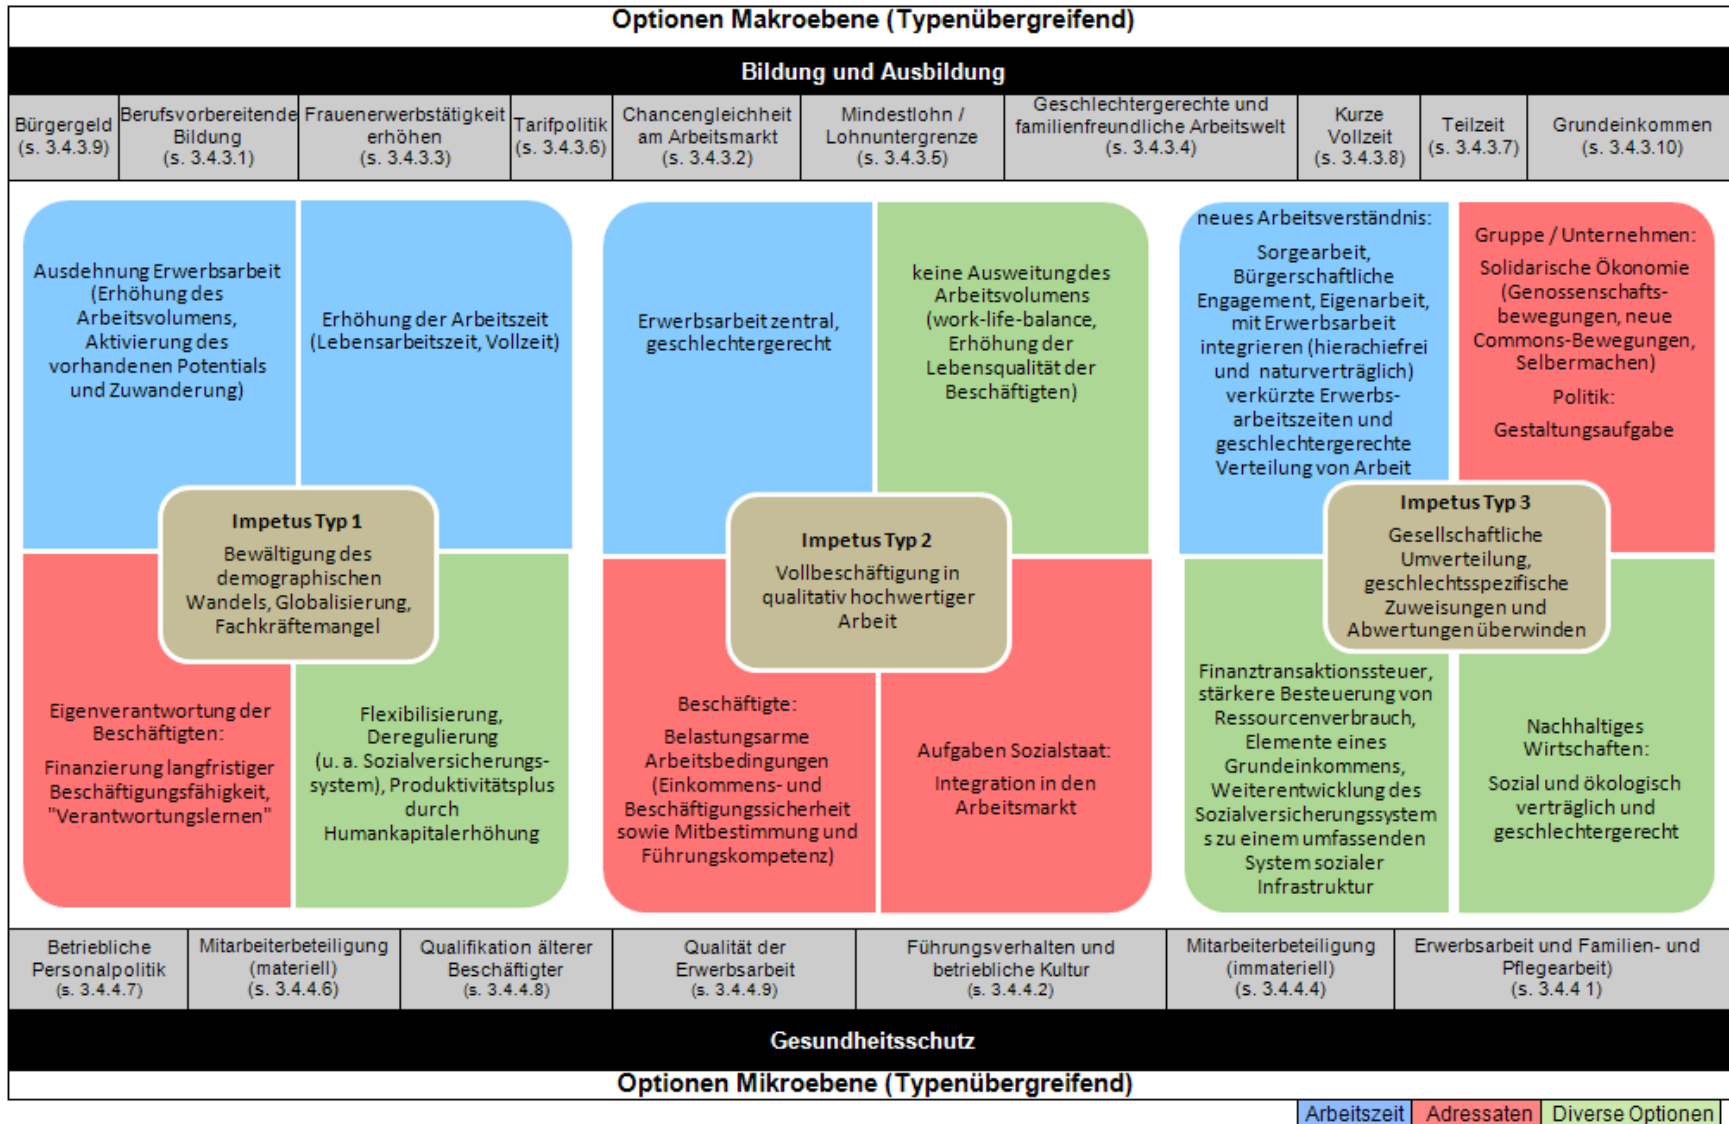 Optionen Makroebene (Typenübergreifend)
Bildung und Ausbildung
Bürgergeld
(s. 3.4.3.9)
Berufsvorbereitende
Bildung
(s. 3.4.3.1)
Frauenerwerbstätigkeit
erhöhen
(s. 3.4.3.3)
Tarifpolitik
(s. 3.4.3.6)
Chancengleichheit
am Arbeitsmarkt
(s. 3.4.3.2)
Mindestlohn /
Lohnuntergrenze
(s. 3.4.3.5)
Geschlechtergerechte und
familienfreundliche Arbeitswelt
(s. 3.4.3.4)
Kurze
Vollzeit
(s. 3.4.3.8)
Teilzeit
(s. 3.4.3.7)
Grundeinkommen
(s. 3.4.3.10)
Ausdehnung Erwerbsarbeit
(Erhöhung des
Arbeitsvolumens,
Aktivierung des
vorhandenen Potentials
und Zuwanderung)
Erhöhung der Arbeitszeit
(Lebensarbeitszeit, Vollzeit)
Impetus Typ 1
Bewältigung des
demographischen
Wandels, Globalisierung,
Fachkräftemangel
Eigenverantwortung der
Beschäftigten:
Finanzierung langfristiger
Beschäftigungsfähigkeit,
"Verantwortungslernen"
Flexibilisierung,
Deregulierung
(u. a. Sozialversicherungs-
system), Produktivitätsplus
durch
Humankapitalerhöhung
Erwerbsarbeit zentral,
geschlechtergerecht
keine Ausweitung des
Arbeitsvolumens
(work-life-balance,
Erhöhung der
Lebensqualität der
Beschäftigten)
Impetus Typ 2
Vollbeschäftigung in
qualitativ hochwertiger
Arbeit
Beschäftigte:
Belastungsarme
Arbeitsbedingungen
(Einkommens- und
Beschäftigungssicherheit
sowie Mitbestimmung und
Führungskompetenz)
Aufgaben Sozialstaat:
Integration in den
Arbeitsmarkt
neues Arbeitsverständnis:
Sorgearbeit,
Bürgerschaftliche
Engagement, Eigenarbeit,
mit Erwerbsarbeit
integrieren (hierachiefrei
und naturverträglich)
verkürzte Erwerbs-
arbeitszeiten und
geschlechtergerechte
Verteilung von Arbeit
Gruppe / Unternehmen:
Solidarische Ökonomie
(Genossenschafts-
bewegungen, neue
Commons-Bewegungen,
Selbermachen)
Politik:
Gestaltungsaufgabe
Impetus Typ 3
Gesellschaftliche
Umverteilung,
geschlechtsspezifische
Zuweisungen und
Abwertungen überwinden
Finanztransaktionssteuer,
stärkere Besteuerung von
Ressourcenverbrauch,
Elemente eines
Grundeinkommens,
Weiterentwicklung des
Sozialversicherungssystem
s zu einem umfassenden
System sozialer
Infrastruktur
Nachhaltiges
Wirtschaften:
Sozial und ökologisch
verträglich und
geschlechtergerecht
Betriebliche
Personalpolitik
(s. 3.4.4.7)
Mitarbeiterbeteiligung
(materiell)
(s. 3.4.4.6)
Qualifikation älterer
Beschäftigter
(s. 3.4.4.8)
Qualität der
Erwerbsarbeit
(s. 3.4.4.9)
Führungsverhalten und
betriebliche Kultur
(s. 3.4.4.2)
Mitarbeiterbeteiligung
(immateriell)
(s. 3.4.4.4)
Erwerbsarbeit und Familien- und
Pflegearbeit)
(s. 3.4.4 1)
Gesundheitsschutz
Optionen Mikroebene (Typenübergreifend)
Arbeitszeit
Adressaten
Diverse Optionen